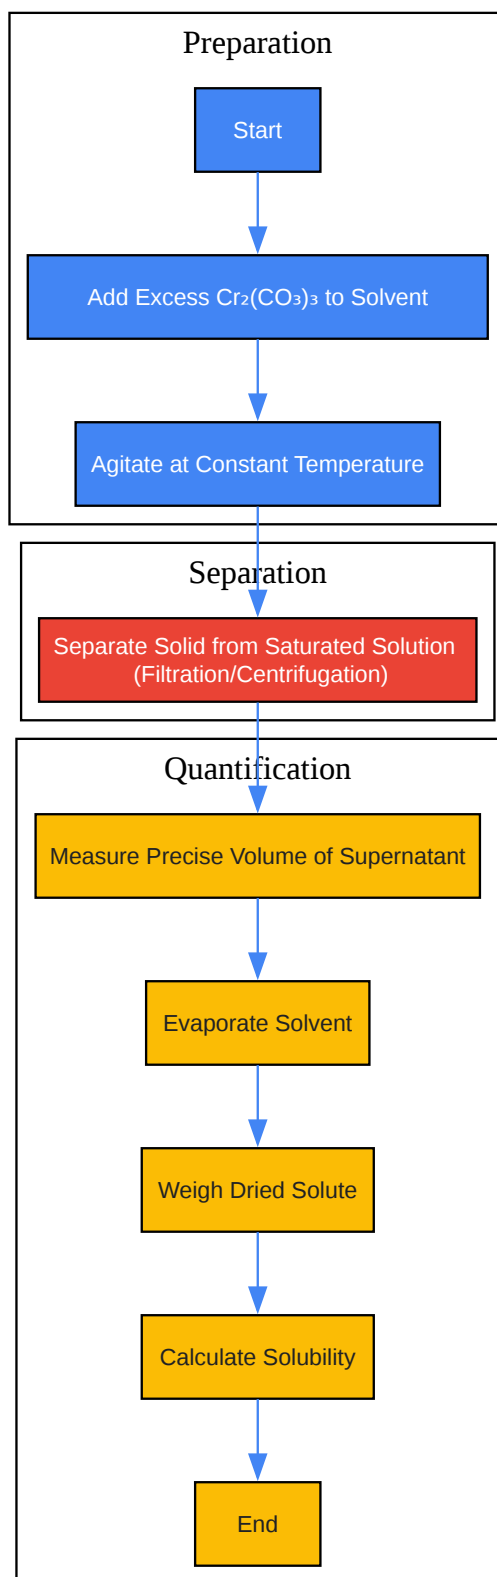 Preparation
Start
Add Excess Cr₂(CO₃)₃ to Solvent
Agitate at Constant Temperature
Separation
Separate Solid from Saturated Solution
(Filtration/Centrifugation)
Quantification
Measure Precise Volume of Supernatant
Evaporate Solvent
Weigh Dried Solute
Calculate Solubility
End